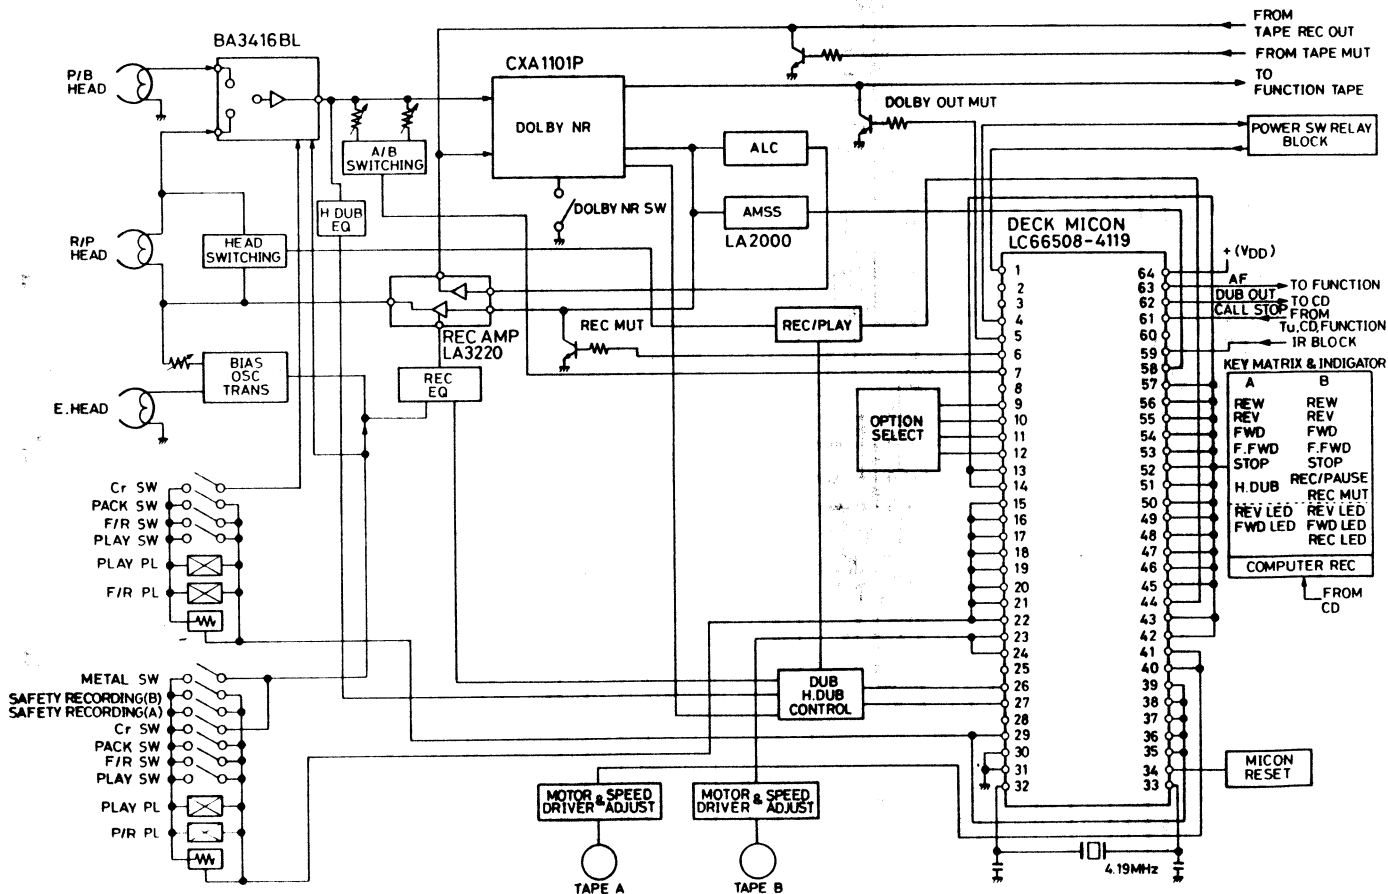 FROM
TAPE REC OUT
FROM TAPE MUT
TO
FUNCTION TAPE
BA3416BL
P/B
HEAD
CXA1101P
DOLBY NR
DOLBY OUT MUT
POWER SW RELAY
BLOCK
A/B
SWITCHING
ALC
H DUB
EQ
DOLBY NR SW
AMSS
LA2000
DECK MICON
LC66508-4119
R/P
HEAD
HEAD
SWITCHING
+(VDD)
AF
TO FUNCTION
DUB OUT
TO CD
CALL STOP
FROM
Tu,CD,FUNCTION
IR BLOCK
REC AMP
LA3220
REC MUT
REC/PLAY
BIAS
OSC
TRANS
REC
EQ
E.HEAD
OPTION
SELECT
KEY MATRIX & INDIGATOR
A B
REW REW
REV REV
FWD FWD
F.FWD F.FWD
STOP STOP
H.DUB REC/PAUSE
REC MUT
REV LED REV LED
FWD LED FWD LED
REC LED
COMPUTER REC
FROM
CD
1 64
2 63
3 62
4 61
5 60
6 59
7 58
8 57
9 56
10 55
11 54
12 53
13 52
14 51
15 50
16 49
17 48
18 47
19 46
20 45
21 44
22 43
23 42
24 41
25 40
26 39
27 38
28 37
29 36
30 35
31 34
32 33
Cr SW
PACK SW
F/R SW
PLAY SW
PLAY PL
F/R PL
METAL SW
SAFETY RECORDING(B)
SAFETY RECORDING(A)
Cr SW
PACK SW
F/R SW
PLAY SW
PLAY PL
P/R PL
DUB
H.DUB
CONTROL
MICON
RESET
MOTOR & SPEED
DRIVER ADJUST
MOTOR & SPEED
DRIVER ADJUST
TAPE A
TAPE B
4.19MHz